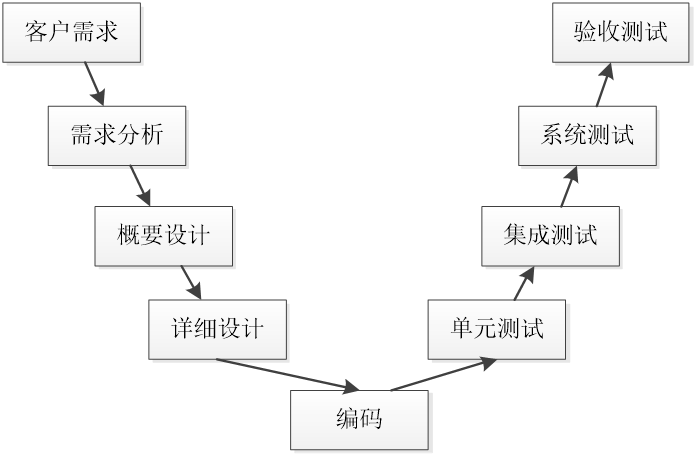 客户需求
验收测试
需求分析
系统测试
概要设计
集成测试
详细设计
单元测试
编码